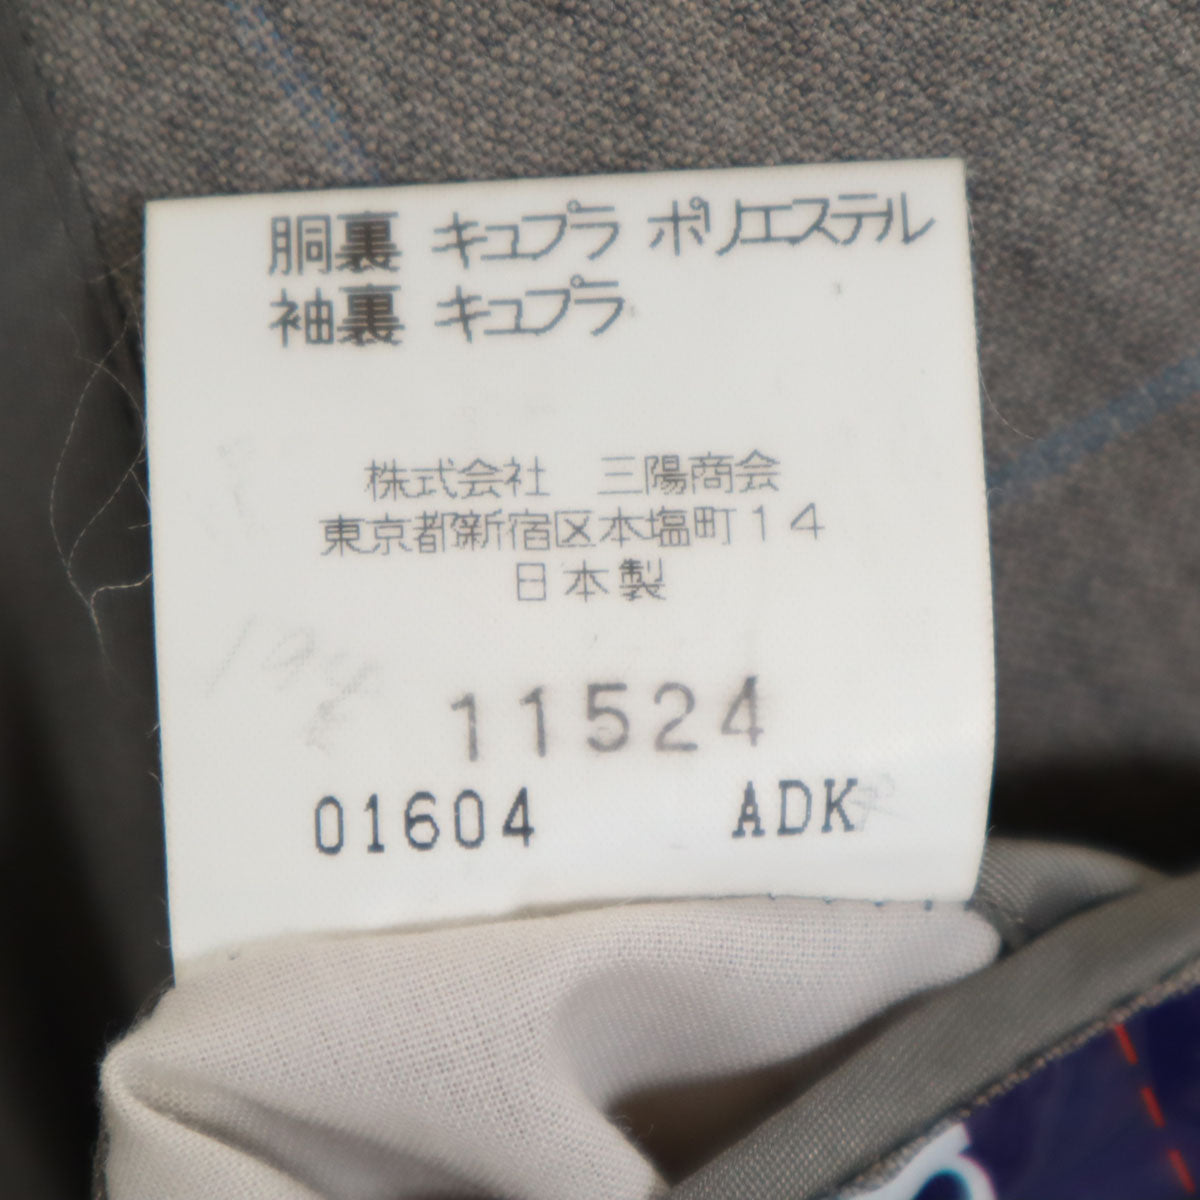 胴裏 キュプラ ポリエステル
袖裏 キュプラ
株式会社 三陽商会
東京都新宿区本塩町14
日本製
11524
01604 ADK